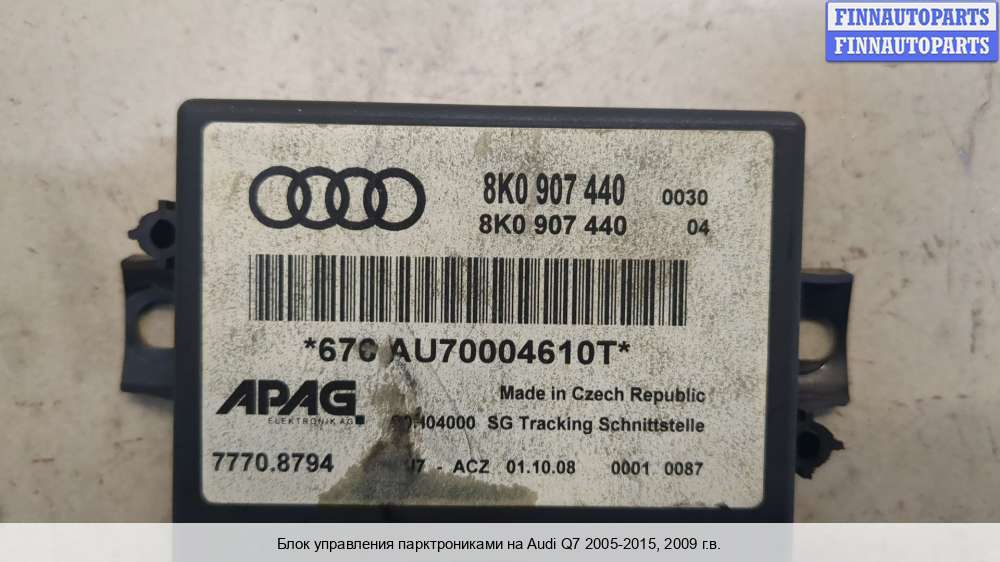 FINNAUTOPARTS
FINNAUTOPARTS
8K0 907 440 0030
8K0 907 440 04
AU70004610T*
APAG
ELEKTRONIK AG
Made in Czech Republic
SG Tracking Schnittstelle
7770.8794 - ACZ 01.10.08 0001 0087
Блок управления парктрониками на Audi Q7 2005-2015, 2009 г.в.